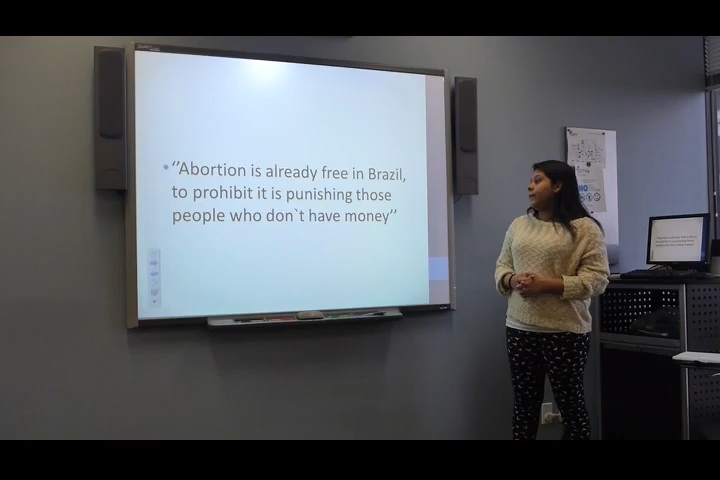 • ‘’Abortion is already free in Brazil,
to prohibit it is punishing those
people who don`t have money’’